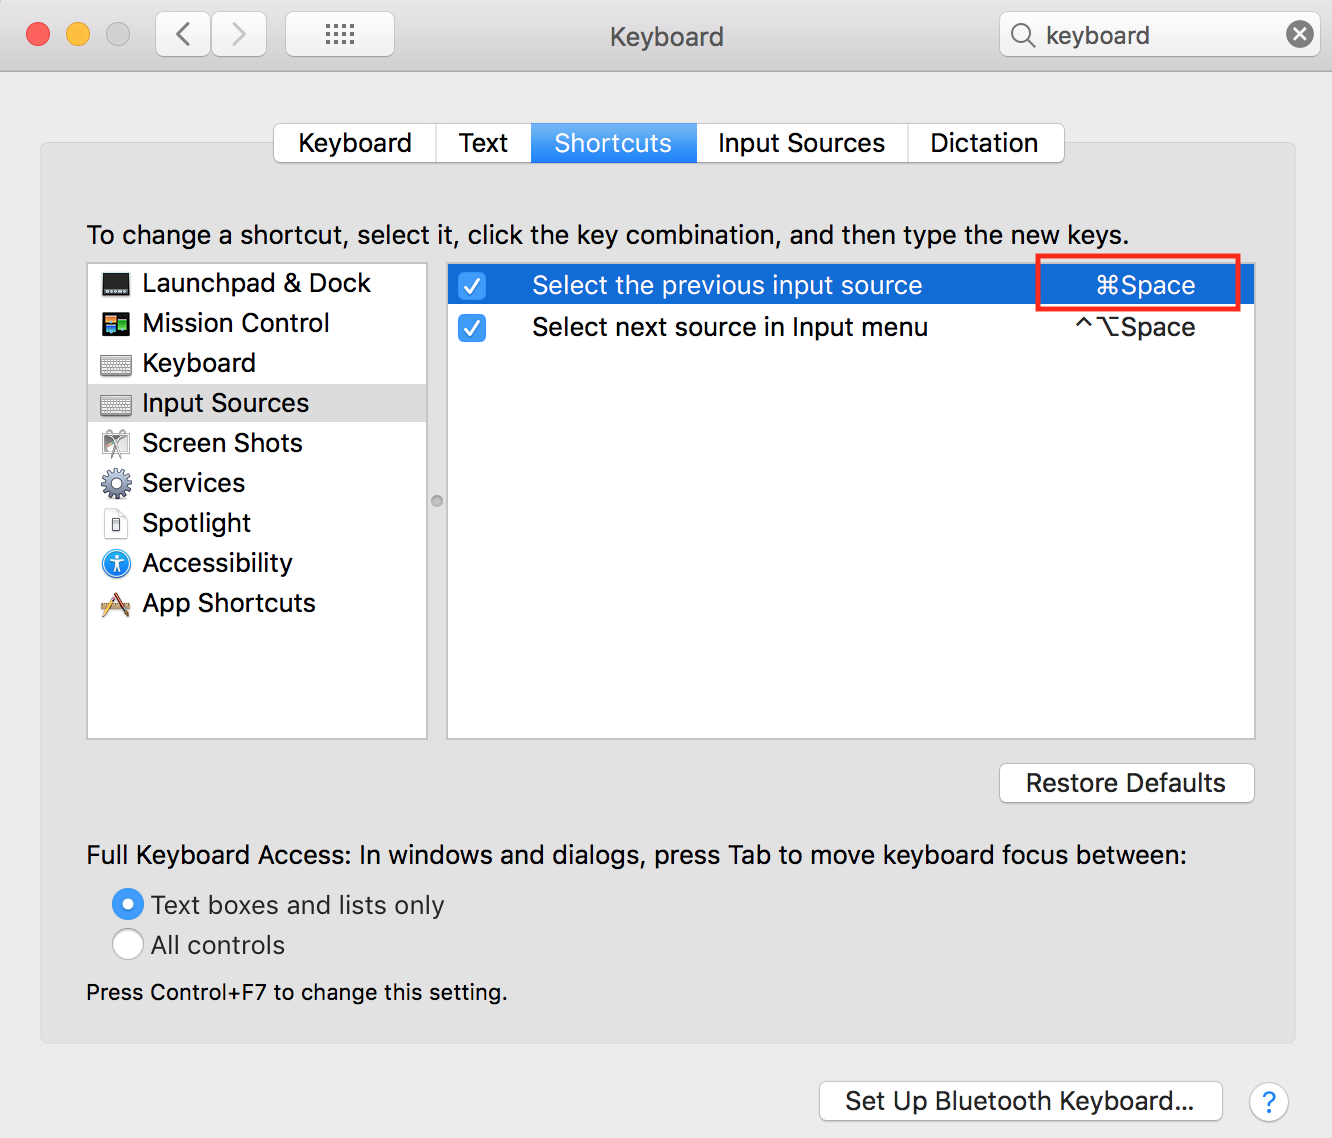 Keyboard
keyboard
Keyboard Text Shortcuts Input Sources Dictation
To change a shortcut, select it, click the key combination, and then type the new keys.
Launchpad & Dock
Mission Control
Keyboard
Input Sources
Screen Shots
Services
Spotlight
Accessibility
App Shortcuts
Select the previous input source ⌘Space
Select next source in Input menu ^⌥Space
Restore Defaults
Full Keyboard Access: In windows and dialogs, press Tab to move keyboard focus between:
Text boxes and lists only
All controls
Press Control+F7 to change this setting.
Set Up Bluetooth Keyboard... ?